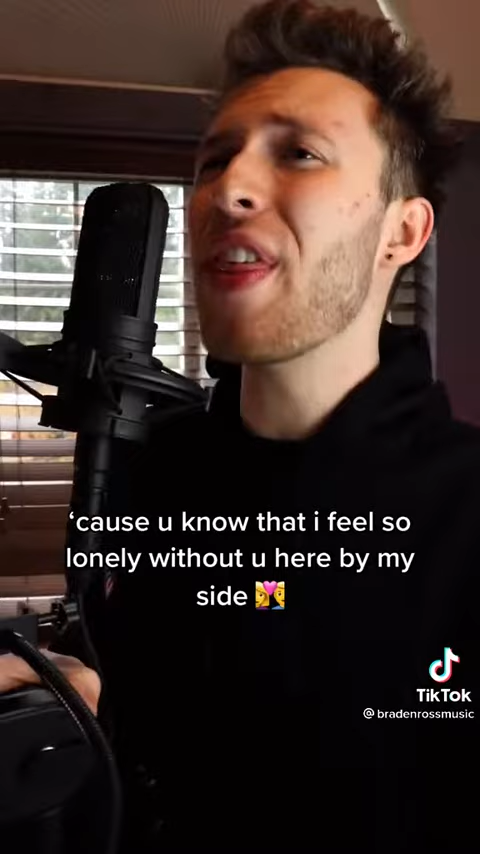 ‘cause u know that i feel so
lonely without u here by my
side 💏
TikTok
@bradenrossmusic